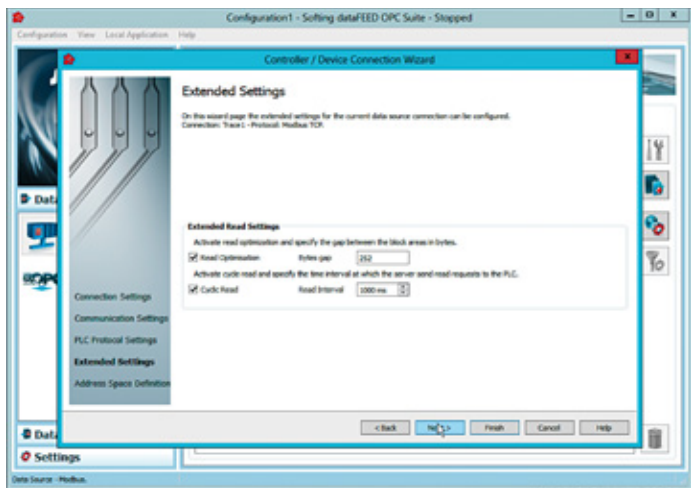 Configuration1 - Softing dataFEED OPC Suite - Stopped
Configuration View Local Application Help
Controller / Device Connection Wizard
Extended Settings
On this wizard page the extended settings for the current data source connection can be configured.
Connection: Trace1 - Protocol: Modbus TCP.
Extended Read Settings
Activate read optimization and specify the gap between the block areas in bytes.
Read Optimization Bytes gap 252
Activate cycle read and specify the time interval at which the server send read requests to the PLC.
Cyclic Read Read Interval 1000 ms
Connection Settings
Communication Settings
PLC Protocol Settings
Extended Settings
Address Space Definition
< Back Next > Finish Cancel Help
Data
Data
Settings
Data Source - Modbus.